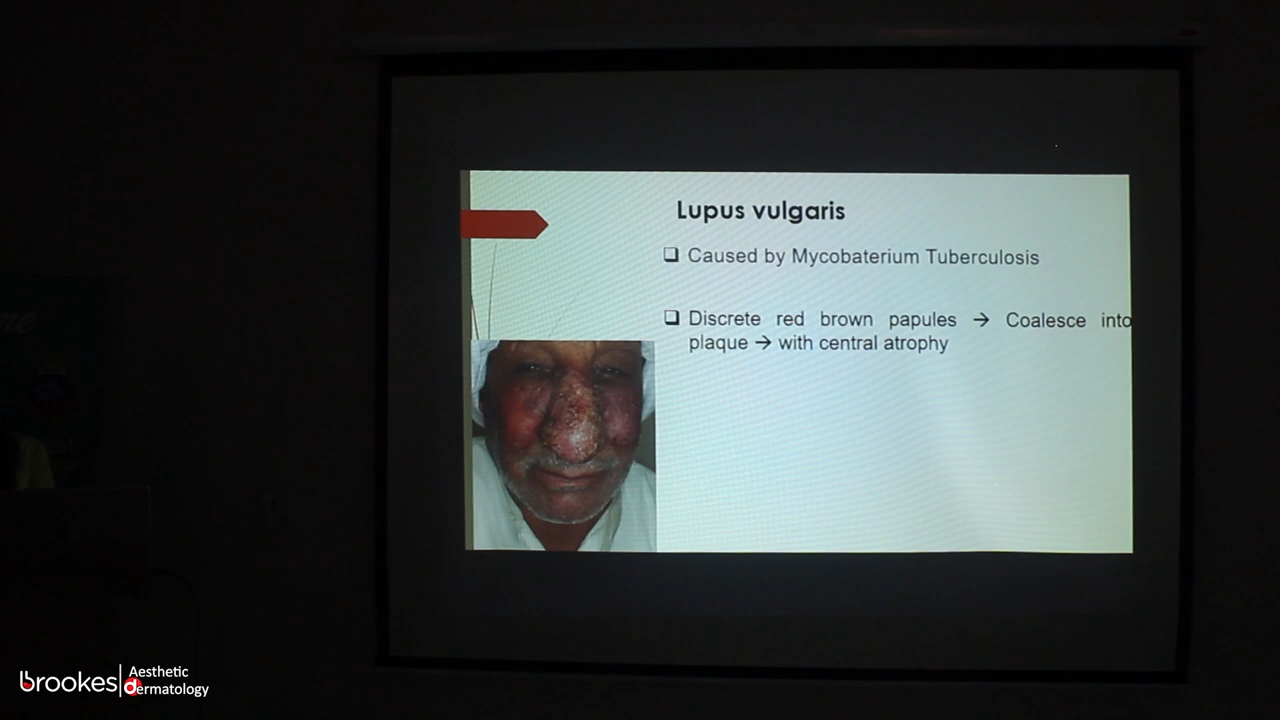 Lupus vulgaris
❑ Caused by Mycobaterium Tuberculosis
❑ Discrete red brown papules → Coalesce into
plaque → with central atrophy
brookes
Aesthetic
dermatology